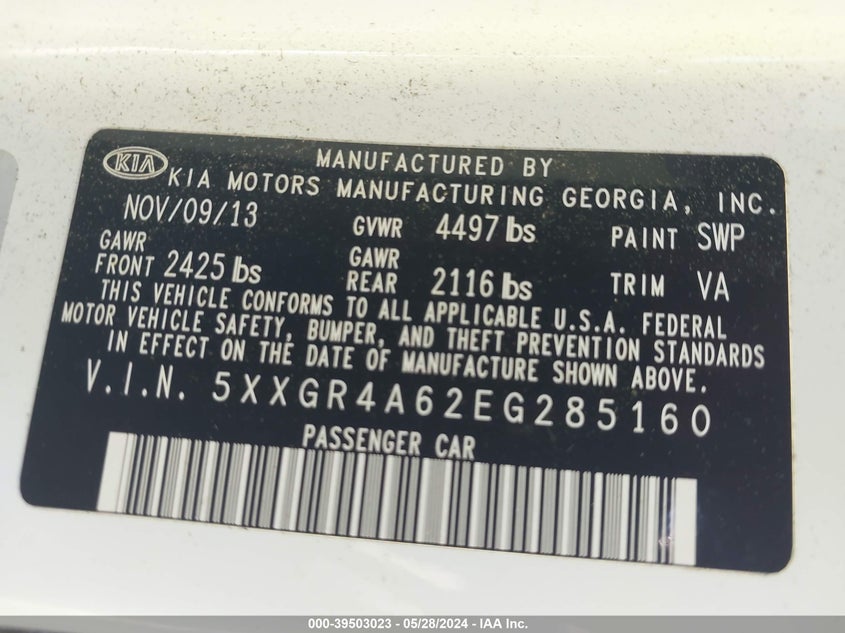 KIA
MANUFACTURED BY
KIA MOTORS MANUFACTURING GEORGIA, INC.
NOV/09/13 GVWR 4497 lbs PAINT SWP
GAWR FRONT 2425 lbs GAWR REAR 2116 lbs TRIM VA
THIS VEHICLE CONFORMS TO ALL APPLICABLE U.S.A. FEDERAL
MOTOR VEHICLE SAFETY, BUMPER, AND THEFT PREVENTION STANDARDS
IN EFFECT ON THE DATE OF MANUFACTURE SHOWN ABOVE.
V.I.N. 5XXGR4A62EG285160
PASSENGER CAR
000-39503023 - 05/28/2024 - IAA Inc.